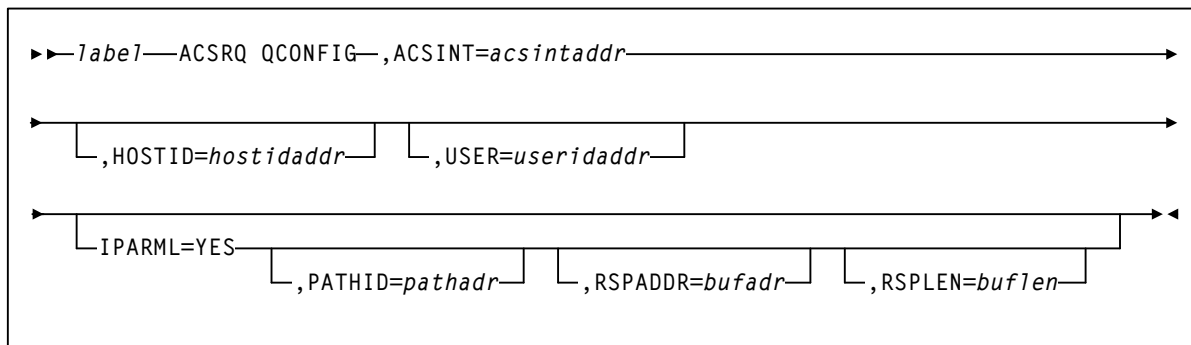 label ACSRQ QCONFIG ,ACSINT=acsintaddr
,HOSTID=hostidaddr ,USER=useridaddr
IPARML=YES
,PATHID=pathadr ,RSPADDR=bufadr ,RSPLEN=buflen